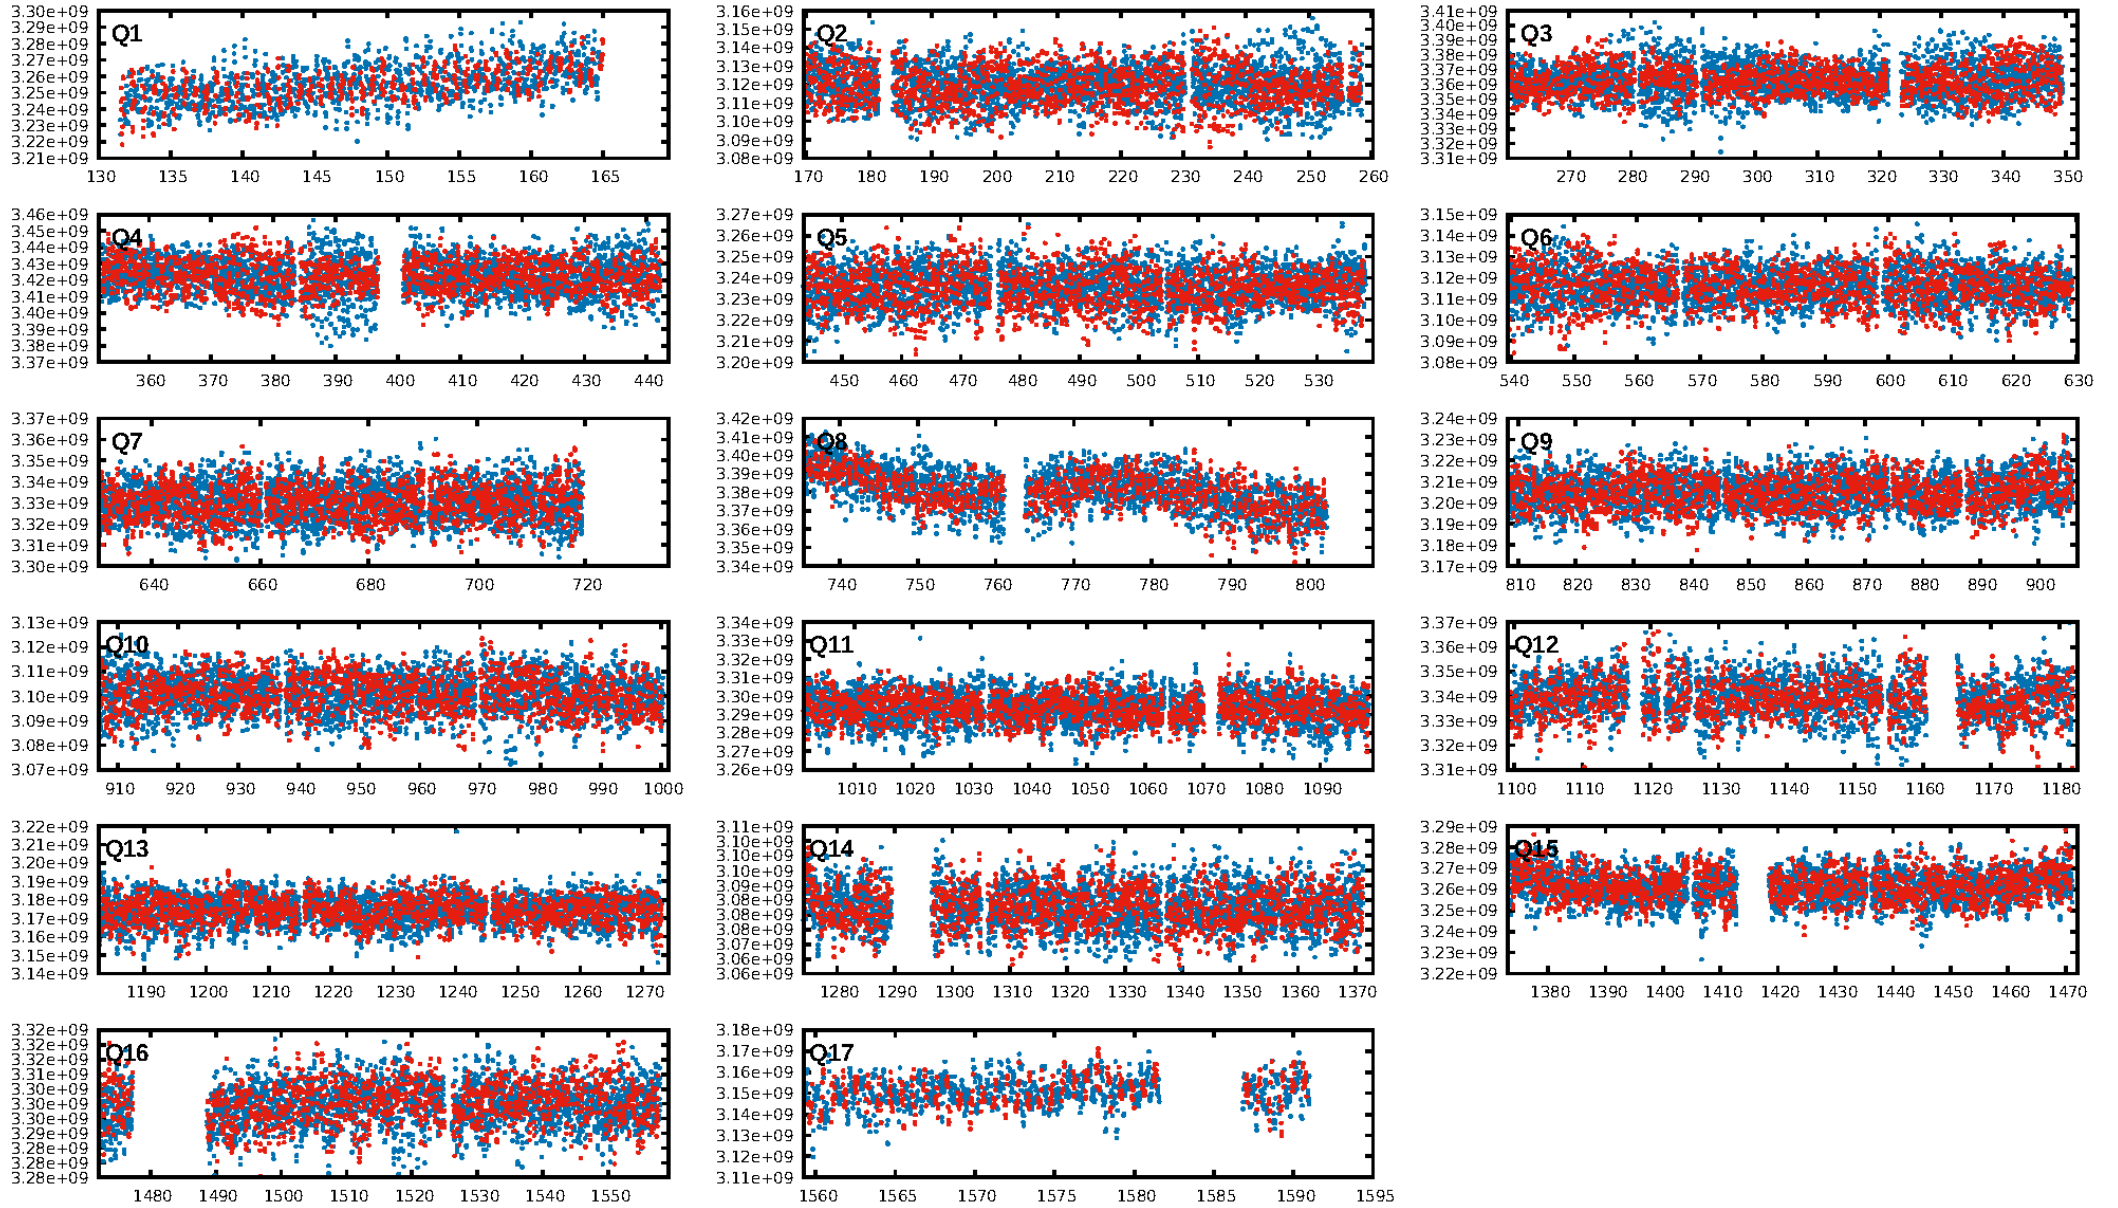 3.30e+09 3.29e+09 3.28e+09 3.27e+09 3.26e+09 3.25e+09 3.24e+09 3.23e+09 3.22e+09 3.21e+09
Q1
130 135 140 145 150 155 160 165
3.16e+09 3.15e+09 3.14e+09 3.13e+09 3.12e+09 3.11e+09 3.10e+09 3.09e+09 3.08e+09
Q2
170 180 190 200 210 220 230 240 250 260
3.41e+09 3.40e+09 3.39e+09 3.38e+09 3.37e+09 3.36e+09 3.35e+09 3.34e+09 3.33e+09 3.32e+09 3.31e+09
Q3
270 280 290 300 310 320 330 340 350
3.46e+09 3.45e+09 3.44e+09 3.43e+09 3.42e+09 3.41e+09 3.40e+09 3.39e+09 3.38e+09 3.37e+09
Q4
360 370 380 390 400 410 420 430 440
3.27e+09 3.26e+09 3.25e+09 3.24e+09 3.23e+09 3.22e+09 3.21e+09 3.20e+09
Q5
450 460 470 480 490 500 510 520 530
3.15e+09 3.14e+09 3.13e+09 3.12e+09 3.11e+09 3.10e+09 3.09e+09 3.08e+09
Q6
540 550 560 570 580 590 600 610 620 630
3.37e+09 3.36e+09 3.35e+09 3.34e+09 3.33e+09 3.32e+09 3.31e+09 3.30e+09
Q7
640 660 680 700 720
3.42e+09 3.41e+09 3.40e+09 3.39e+09 3.38e+09 3.37e+09 3.36e+09 3.35e+09 3.34e+09
Q8
740 750 760 770 780 790 800
3.24e+09 3.23e+09 3.22e+09 3.21e+09 3.20e+09 3.19e+09 3.18e+09 3.17e+09
Q9
810 820 830 840 850 860 870 880 890 900
3.13e+09 3.12e+09 3.11e+09 3.10e+09 3.09e+09 3.08e+09 3.07e+09
Q10
910 920 930 940 950 960 970 980 990 1000
3.34e+09 3.33e+09 3.32e+09 3.31e+09 3.30e+09 3.29e+09 3.28e+09 3.27e+09 3.26e+09
Q11
1010 1020 1030 1040 1050 1060 1070 1080 1090
3.37e+09 3.36e+09 3.35e+09 3.34e+09 3.33e+09 3.32e+09 3.31e+09
Q12
1100 1110 1120 1130 1140 1150 1160 1170 1180
3.22e+09 3.21e+09 3.20e+09 3.19e+09 3.18e+09 3.17e+09 3.16e+09 3.15e+09 3.14e+09
Q13
1190 1200 1210 1220 1230 1240 1250 1260 1270
3.11e+09 3.10e+09 3.10e+09 3.10e+09 3.09e+09 3.09e+09 3.08e+09 3.08e+09 3.07e+09 3.06e+09 3.06e+09
Q14
1280 1290 1300 1310 1320 1330 1340 1350 1360 1370
3.29e+09 3.28e+09 3.27e+09 3.26e+09 3.25e+09 3.24e+09 3.23e+09 3.22e+09
Q15
1380 1390 1400 1410 1420 1430 1440 1450 1460 1470
3.32e+09 3.32e+09 3.31e+09 3.31e+09 3.30e+09 3.30e+09 3.30e+09 3.29e+09 3.29e+09 3.28e+09 3.28e+09
Q16
1480 1490 1500 1510 1520 1530 1540 1550
3.18e+09 3.17e+09 3.16e+09 3.15e+09 3.14e+09 3.13e+09 3.12e+09 3.11e+09
Q17
1560 1565 1570 1575 1580 1585 1590 1595